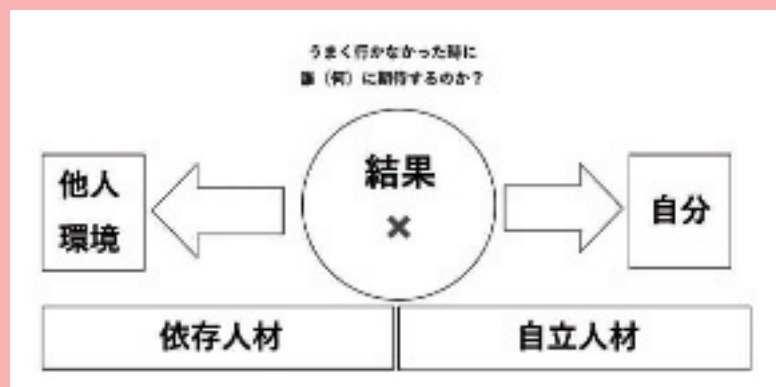 うまく行かなかった時に
誰（何）に期待するのか？
結果
他人
環境
自分
依存人材
自立人材